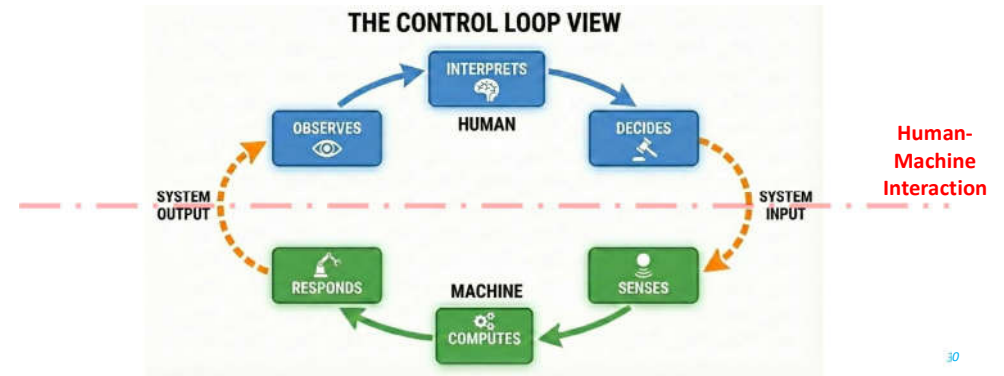 THE CONTROL LOOP VIEW
INTERPRETS
HUMAN
OBSERVES
DECIDES
Human-
Machine
Interaction
SYSTEM
OUTPUT
SYSTEM
INPUT
RESPONDS
MACHINE
SENSES
COMPUTES
30